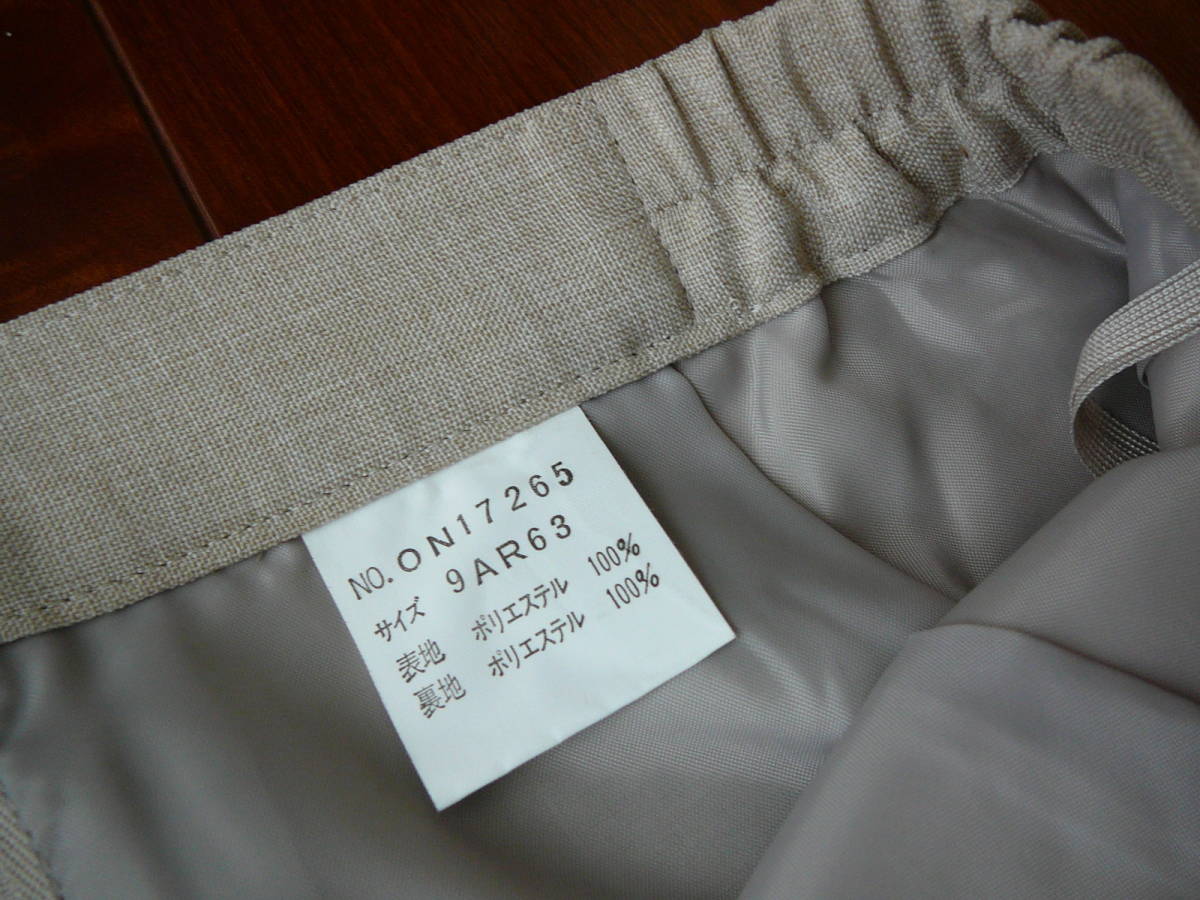 NO.ON17265
サイズ 9AR63
表地 ポリエステル 100%
裏地 ポリエステル 100%